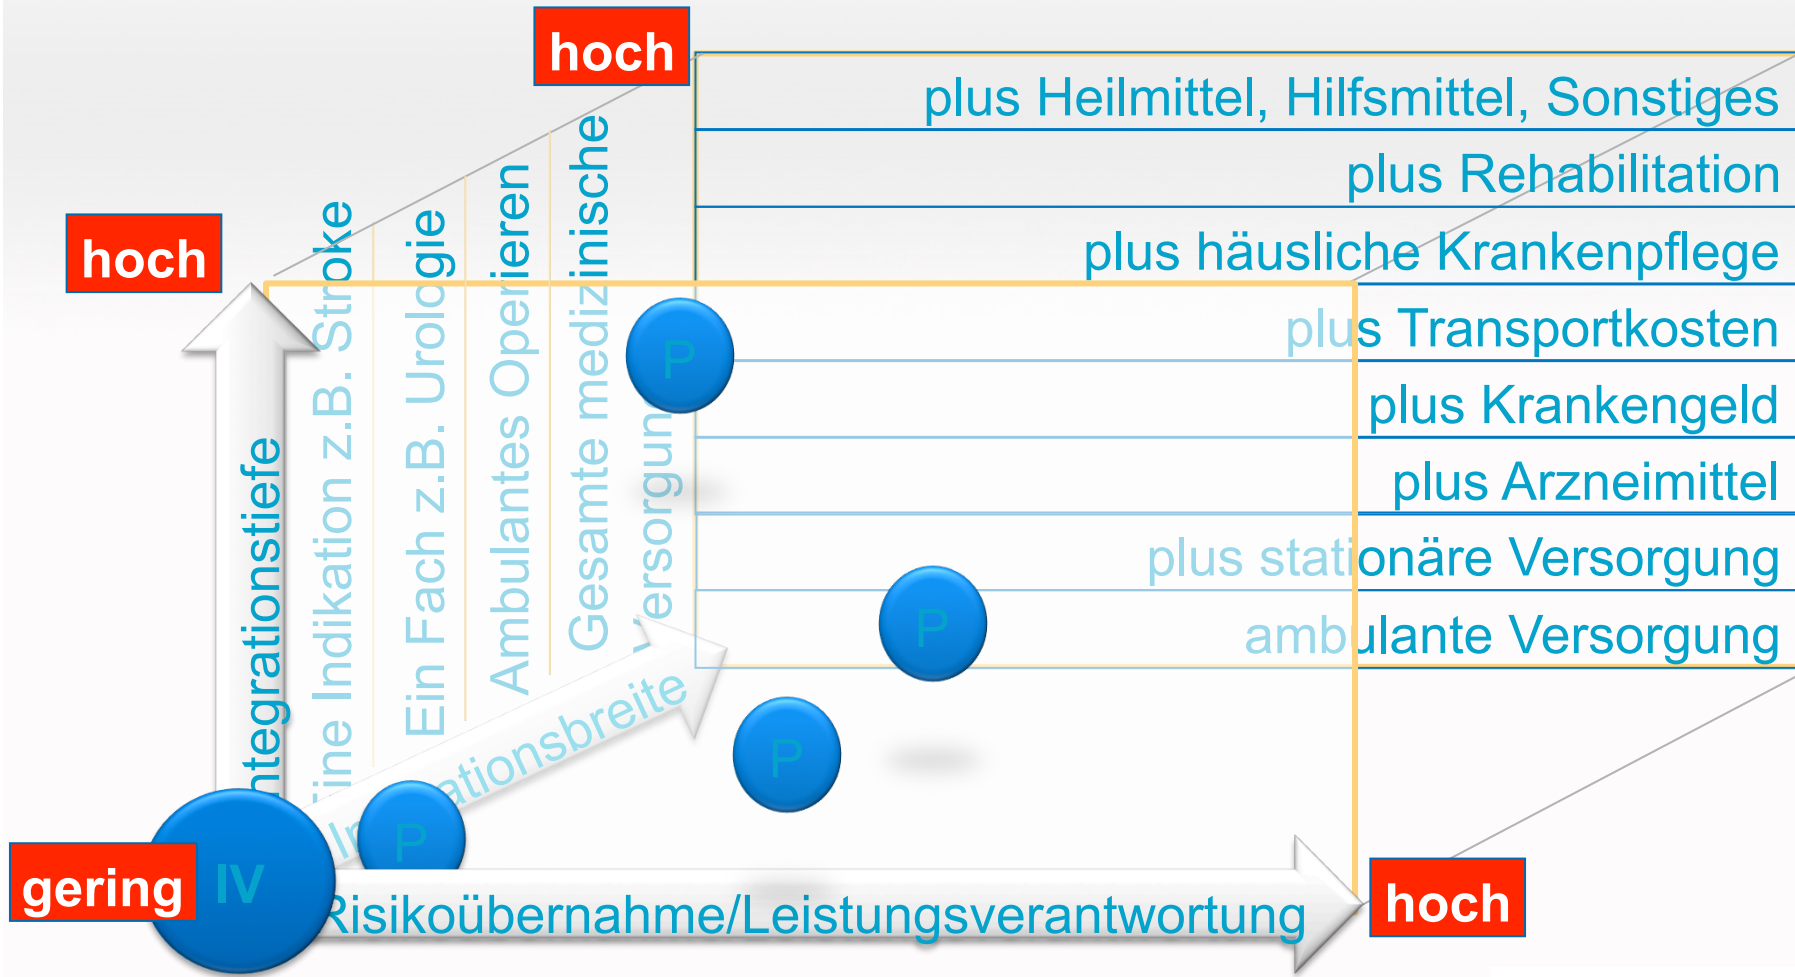 hoch
plus Heilmittel, Hilfsmittel, Sonstiges
plus Rehabilitation
hoch
plus häusliche Krankenpflege
plus Transportkosten
plus Krankengeld
plus Arzneimittel
plus stationäre Versorgung
ambulante Versorgung
Integrationstiefe
Eine Indikation z.B. Stroke
Ein Fach z.B. Urologie
Ambulantes Operieren
Gesamte medizinische
Versorgung
P
P
P
P
gering
IV
Risikoübernahme/Leistungsverantwortung
hoch